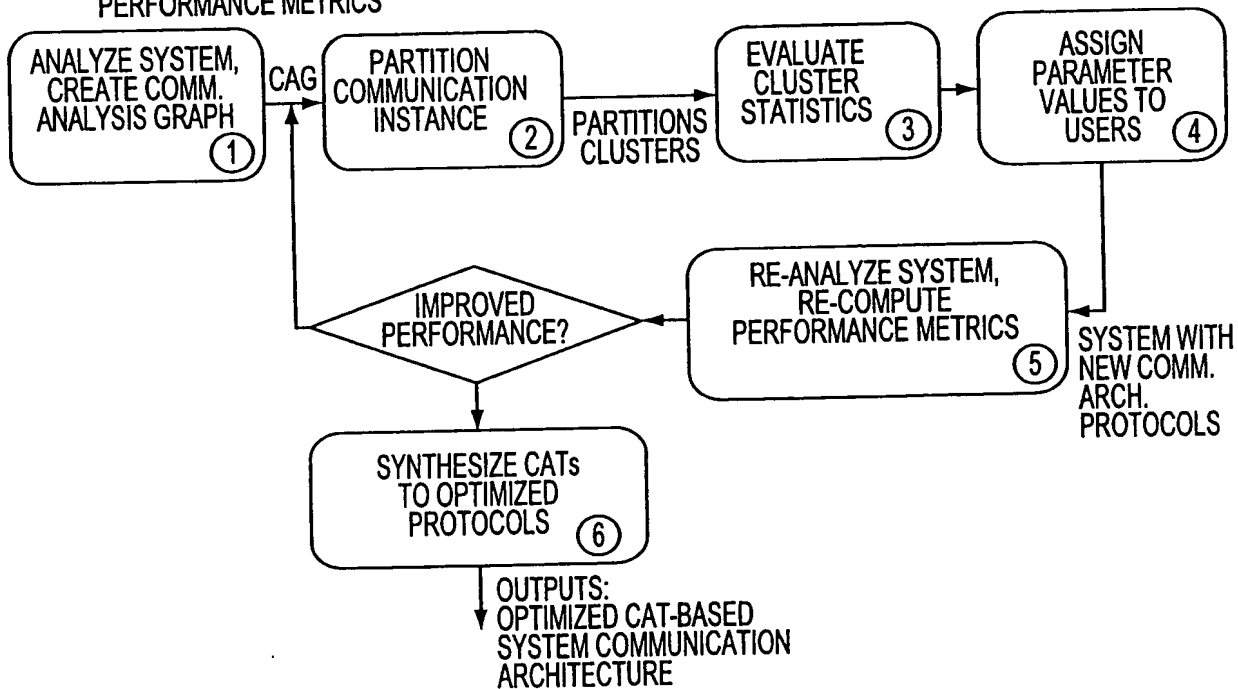 PERFORMANCE METRICS
ANALYZE SYSTEM,
CREATE COMM.
ANALYSIS GRAPH
1
CAG
PARTITION
COMMUNICATION
INSTANCE
2
PARTITIONS
CLUSTERS
EVALUATE
CLUSTER
STATISTICS
3
ASSIGN
PARAMETER
VALUES TO
USERS
4
SYSTEM WITH
NEW COMM.
ARCH.
PROTOCOLS
RE-ANALYZE SYSTEM,
RE-COMPUTE
PERFORMANCE METRICS
5
IMPROVED
PERFORMANCE?
SYNTHESIZE CATs
TO OPTIMIZED
PROTOCOLS
6
OUTPUTS:
OPTIMIZED CAT-BASED
SYSTEM COMMUNICATION
ARCHITECTURE